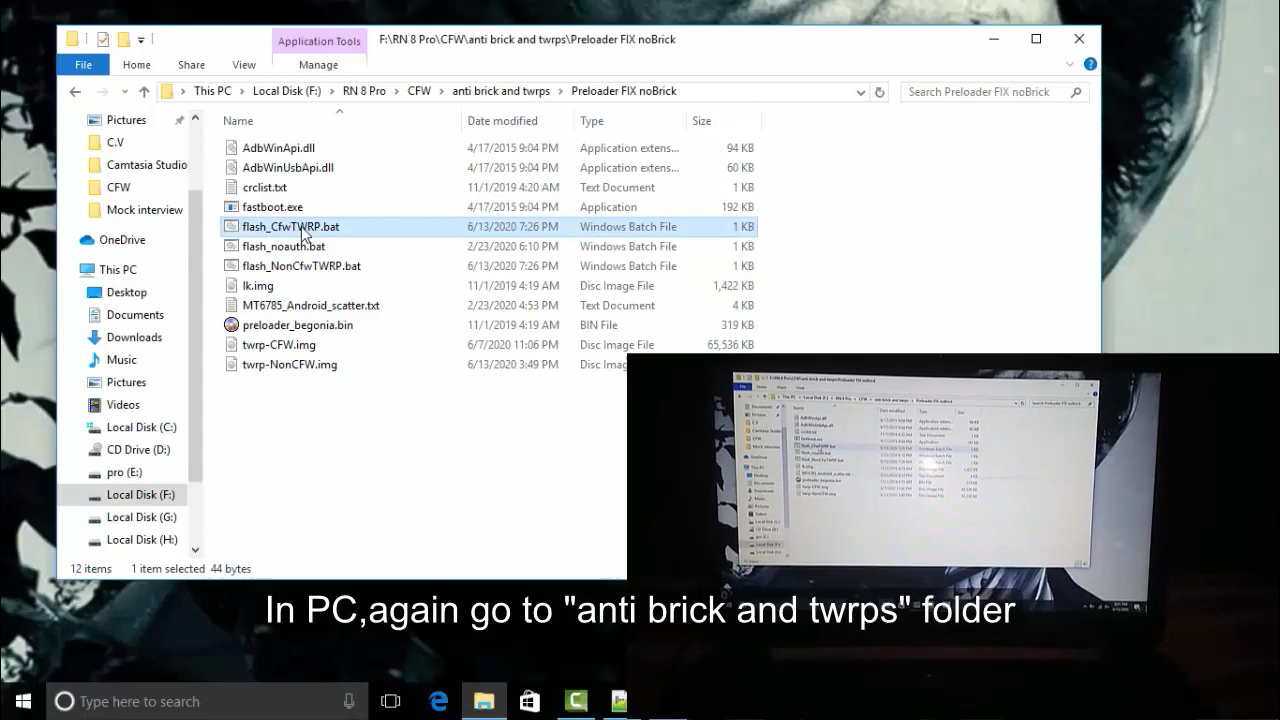 Application Tools
F:\RN 8 Pro\CFW\anti brick and twrps\Preloader FIX noBrick
File Home Share View Manage
This PC Local Disk (F:) RN 8 Pro CFW anti brick and twrps Preloader FIX noBrick
Search Preloader FIX noBrick
Name Date modified Type Size
Pictures
C.V
Camtasia Studio
CFW
Mock interview
OneDrive
This PC
Desktop
Documents
Downloads
Music
Pictures
Videos
Local Disk (C:)
CD Drive (D:)
pro (E:)
Local Disk (F:)
Local Disk (G:)
Local Disk (H:)
AdbWinApi.dll 4/17/2015 9:04 PM Application extens... 94 KB
AdbWinUsbApi.dll 4/17/2015 9:04 PM Application extens... 60 KB
crclist.txt 11/1/2019 4:20 AM Text Document 1 KB
fastboot.exe 4/17/2015 9:04 PM Application 192 KB
flash_CfwTWRP.bat 6/13/2020 7:26 PM Windows Batch File 1 KB
flash_noauth.bat 2/23/2020 6:10 PM Windows Batch File 1 KB
flash_NonCfwTWRP.bat 6/13/2020 7:26 PM Windows Batch File 1 KB
lk.img 11/1/2019 4:19 AM Disc Image File 1,422 KB
MT6785_Android_scatter.txt 2/23/2020 4:53 PM Text Document 4 KB
preloader_begonia.bin 11/1/2019 4:19 AM BIN File 319 KB
twrp-CFW.img 6/7/2020 11:06 PM Disc Image File 65,536 KB
twrp-NonCFW.img 6/13/2020 3:49 PM Disc Image File
12 items 1 item selected 44 bytes
In PC,again go to "anti brick and twrps" folder
Type here to search